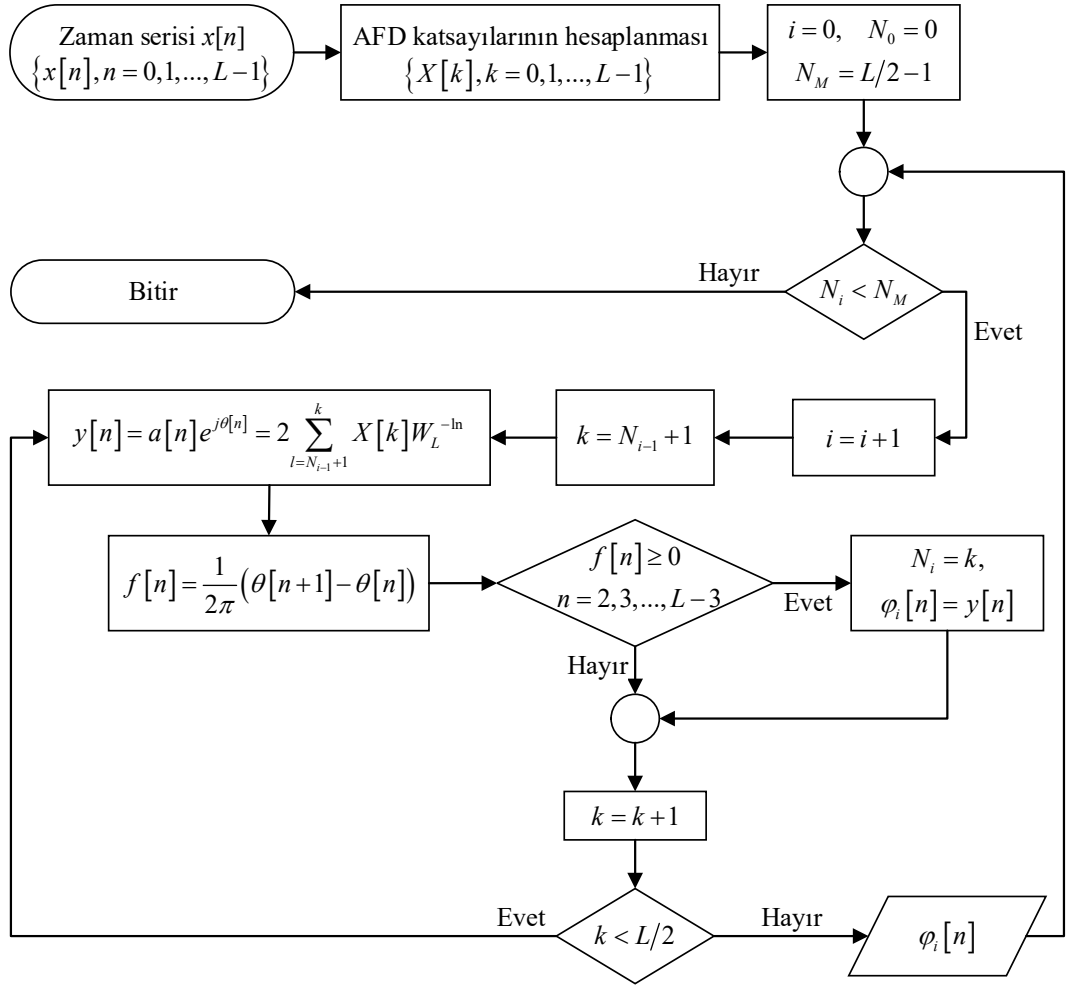 Zaman serisi x[n]
{x[n], n = 0,1,..., L−1}
AFD katsayılarının hesaplanması
{X[k], k = 0,1,..., L−1}
i = 0, N_0 = 0
N_M = L/2−1
N_i < N_M
Hayır
Bitir
Evet
i = i+1
k = N_{i−1}+1
y[n] = a[n]e^{jθ[n]} = 2 ∑_{l=N_{i−1}+1}^{k} X[k]W_L^{−ln}
f[n] = 1/2π (θ[n+1]−θ[n])
f[n] ≥ 0
n = 2,3,..., L−3
Evet
N_i = k,
φ_i[n] = y[n]
Hayır
k = k+1
k < L/2
Evet
Hayır
φ_i[n]